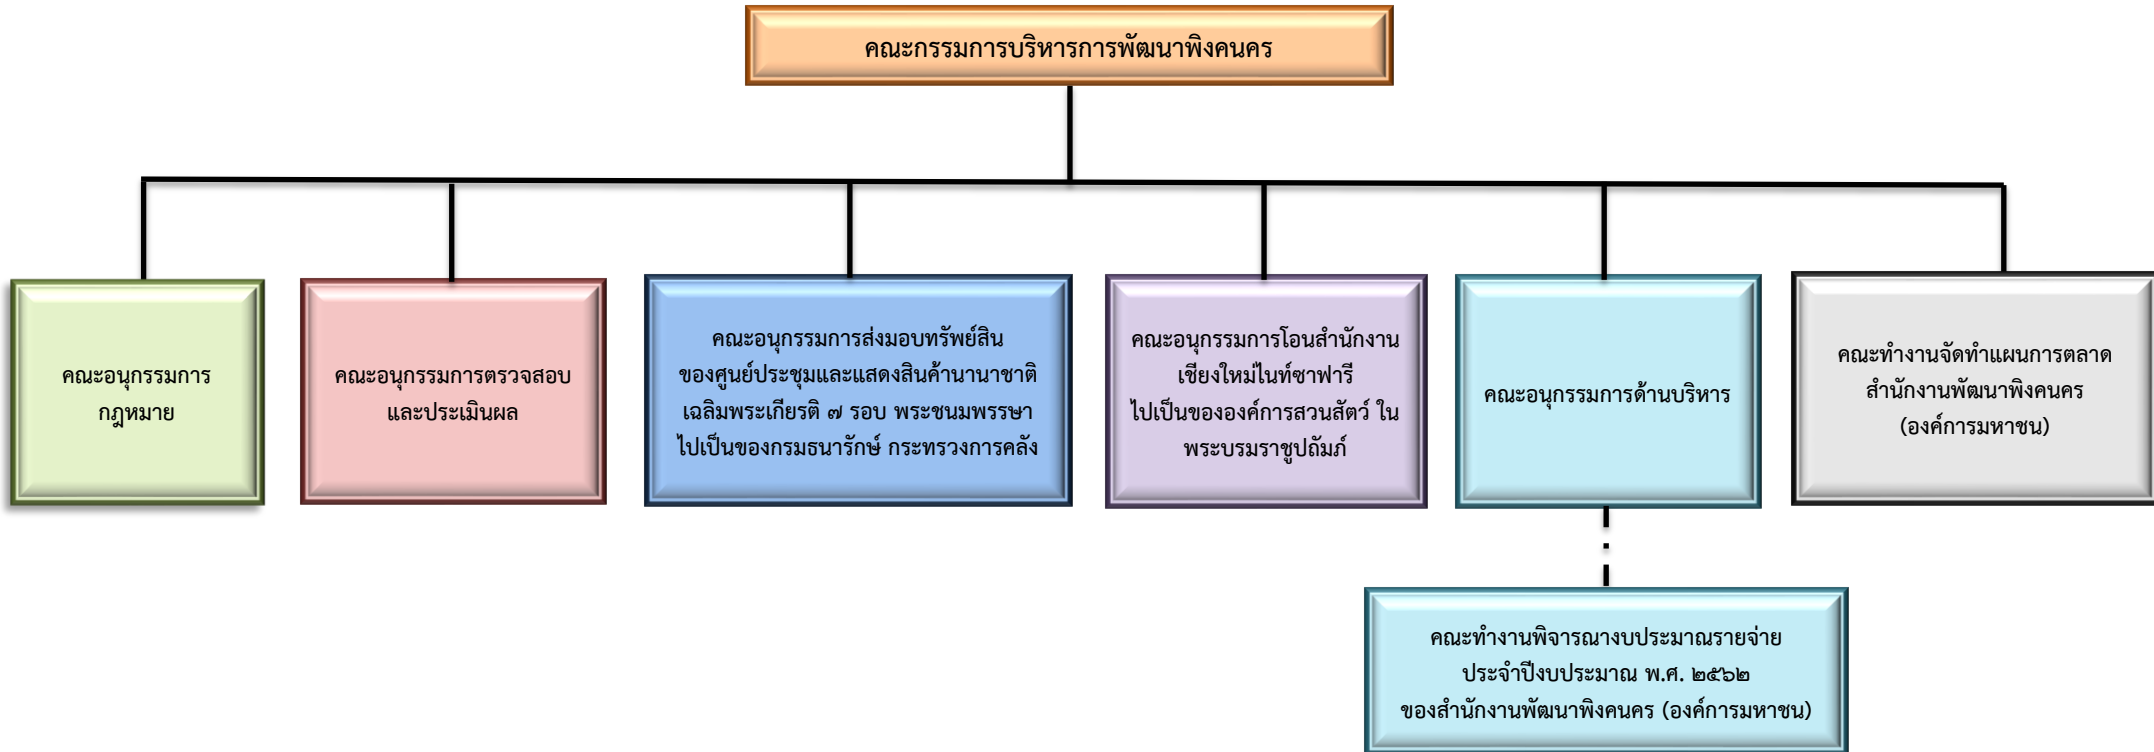 คณะกรรมการบริหารการพัฒนาพิงคนคร
คณะอนุกรรมการ
กฎหมาย
คณะอนุกรรมการตรวจสอบ
และประเมินผล
คณะอนุกรรมการส่งมอบทรัพย์สิน
ของศูนย์ประชุมและแสดงสินค้านานาชาติ
เฉลิมพระเกียรติ ๗ รอบ พระชนมพรรษา
ไปเป็นของกรมธนารักษ์ กระทรวงการคลัง
คณะอนุกรรมการโอนสำนักงาน
เชียงใหม่ไนท์ซาฟารี
ไปเป็นขององค์การสวนสัตว์ ใน
พระบรมราชูปถัมภ์
คณะอนุกรรมการด้านบริหาร
คณะทำงานจัดทำแผนการตลาด
สำนักงานพัฒนาพิงคนคร
(องค์การมหาชน)
คณะทำงานพิจารณางบประมาณรายจ่าย
ประจำปีงบประมาณ พ.ศ. ๒๕๖๒
ของสำนักงานพัฒนาพิงคนคร (องค์การมหาชน)